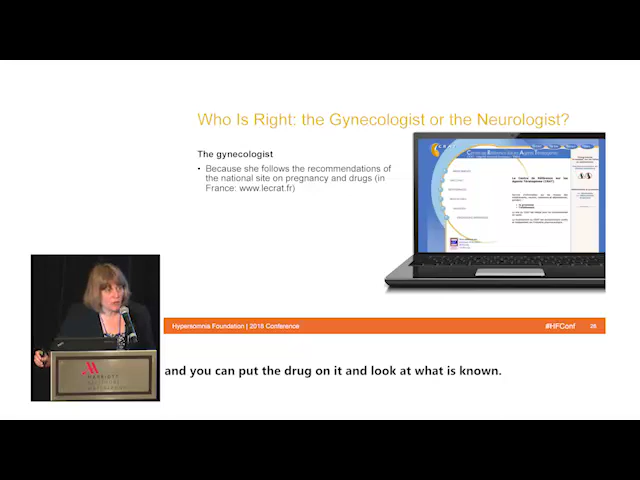 Who Is Right: the Gynecologist or the Neurologist?
The gynecologist
• Because she follows the recommendations of
the national site on pregnancy and drugs (in
France: www.lecrat.fr)
Hypersomnia Foundation | 2018 Conference
#HFConf
28
MARRIOTT
and you can put the drug on it and look at what is known.